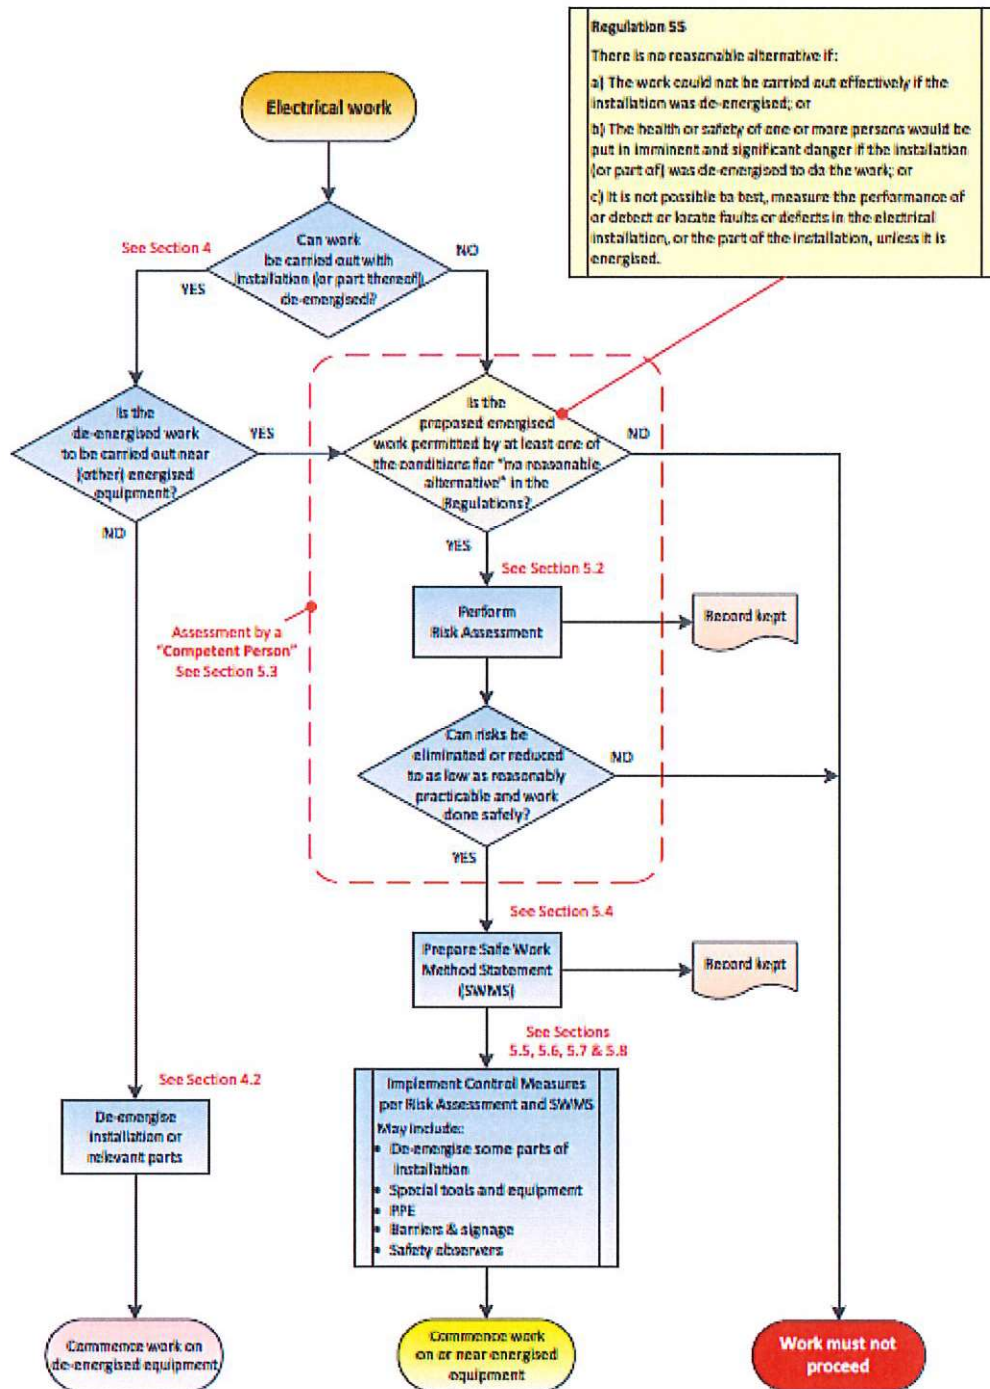 Regulation 55
There is no reasonable alternative if:
a) The work could not be carried out effectively if the
installation was de-energised; or
b) The health or safety of one or more persons would be
put in imminent and significant danger if the installation
(or part of) was de-energised to do the work; or
c) It is not possible to test, measure the performance of
or detect or locate faults or defects in the electrical
installation, or the part of the installation, unless it is
energised.
Electrical work
See Section 4
Can work
be carried out with
installation (or part thereof)
de-energised?
NO
YES
Is the
de-energised work
to be carried out near
(other) energised
equipment?
YES
NO
Is the
proposed energised
work permitted by at least one of
the conditions for "no reasonable
alternative" in the
Regulations?
NO
YES
See Section 5.2
Perform
Risk Assessment
Record kept
Assessment by a
"Competent Person"
See Section 5.3
Can risks be
eliminated or reduced
to as low as reasonably
practicable and work
done safely?
NO
YES
See Section 5.4
Prepare Safe Work
Method Statement
(SWMS)
Record kept
See Sections
5.5, 5.6, 5.7 & 5.8
See Section 4.2
De-energise
installation or
relevant parts
Implement Control Measures
per Risk Assessment and SWMS
May include:
• De-energise some parts of
installation
• Special tools and equipment
• PPE
• Barriers & signage
• Safety observers
Commence work on
de-energised equipment
Commence work
on or near energised
equipment
Work must not
proceed